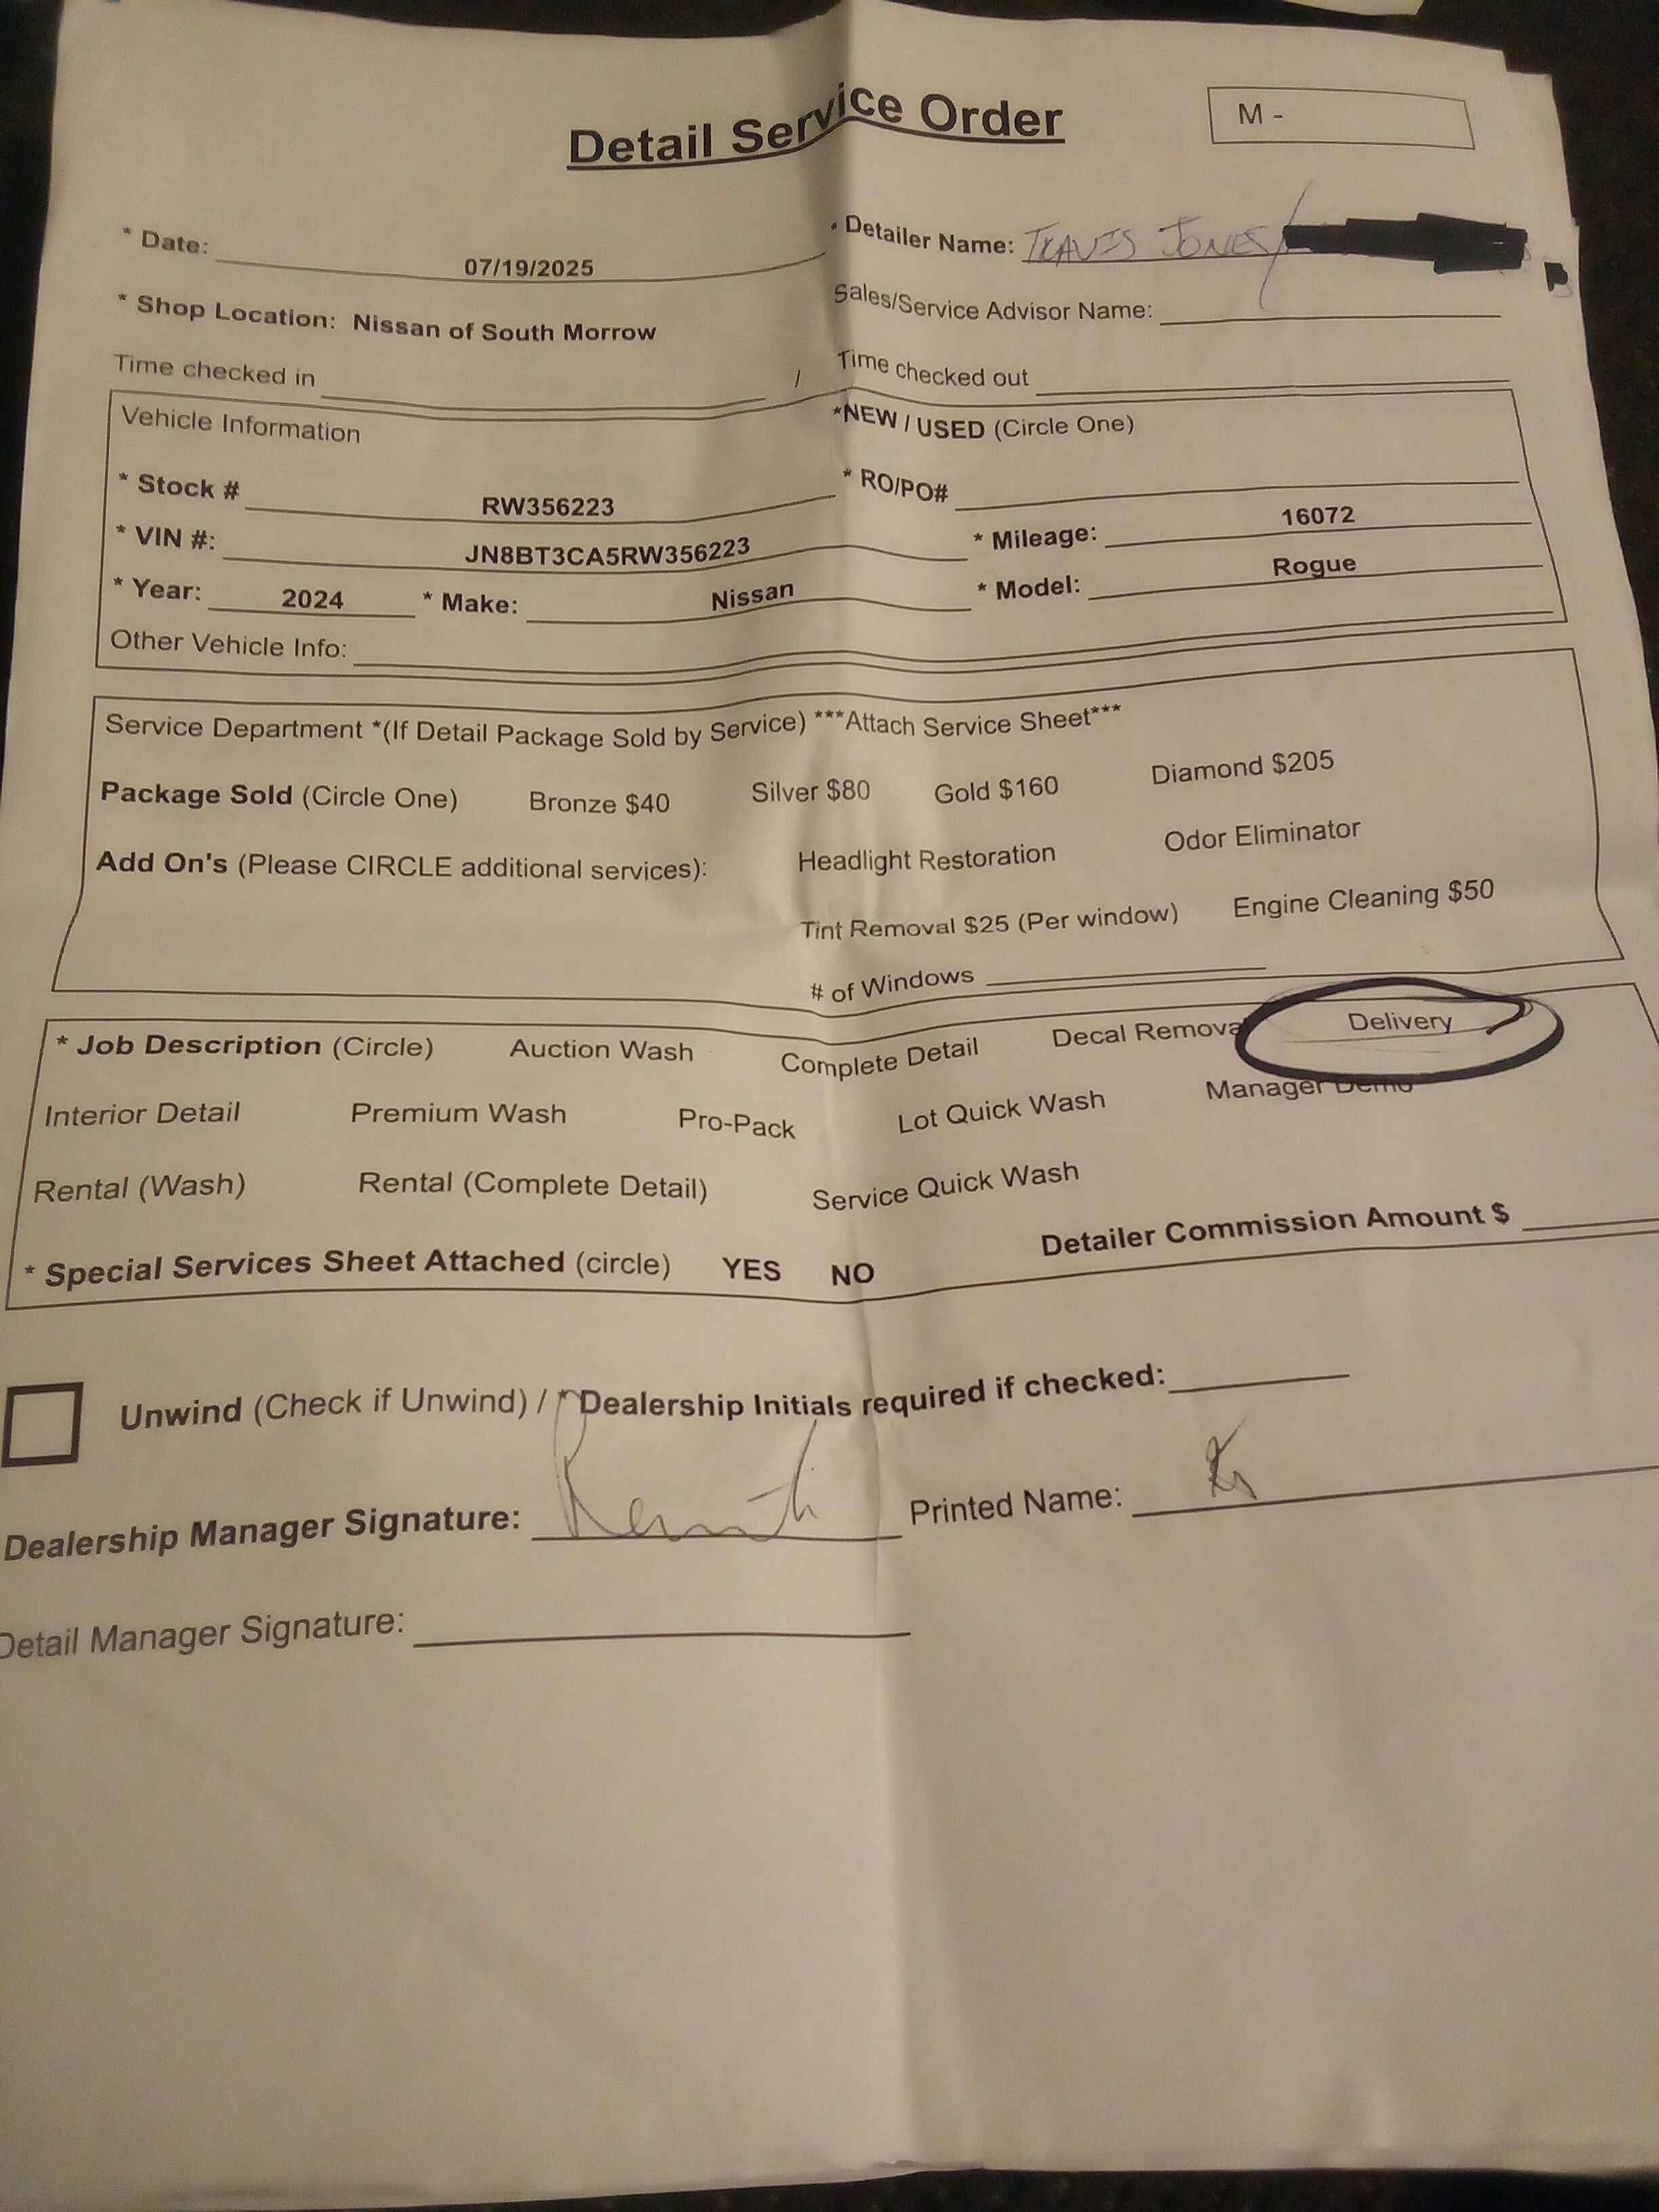 Detail Service Order
M -
* Date: 07/19/2025
* Detailer Name: TRAVIS JONES/
* Shop Location: Nissan of South Morrow
Sales/Service Advisor Name:
Time checked in / Time checked out
Vehicle Information
*NEW / USED (Circle One)
* Stock # RW356223
* RO/PO#
* VIN #: JN8BT3CA5RW356223
* Mileage: 16072
* Year: 2024 * Make: Nissan * Model: Rogue
Other Vehicle Info:
Service Department *(If Detail Package Sold by Service) ***Attach Service Sheet***
Package Sold (Circle One) Bronze $40 Silver $80 Gold $160 Diamond $205
Add On's (Please CIRCLE additional services): Headlight Restoration Odor Eliminator
Tint Removal $25 (Per window) Engine Cleaning $50
# of Windows
* Job Description (Circle) Auction Wash Complete Detail Decal Removal Delivery
Interior Detail Premium Wash Pro-Pack Lot Quick Wash Manager Demo
Rental (Wash) Rental (Complete Detail) Service Quick Wash
* Special Services Sheet Attached (circle) YES NO Detailer Commission Amount $
Unwind (Check if Unwind) / * Dealership Initials required if checked:
Dealership Manager Signature: Printed Name:
Detail Manager Signature: